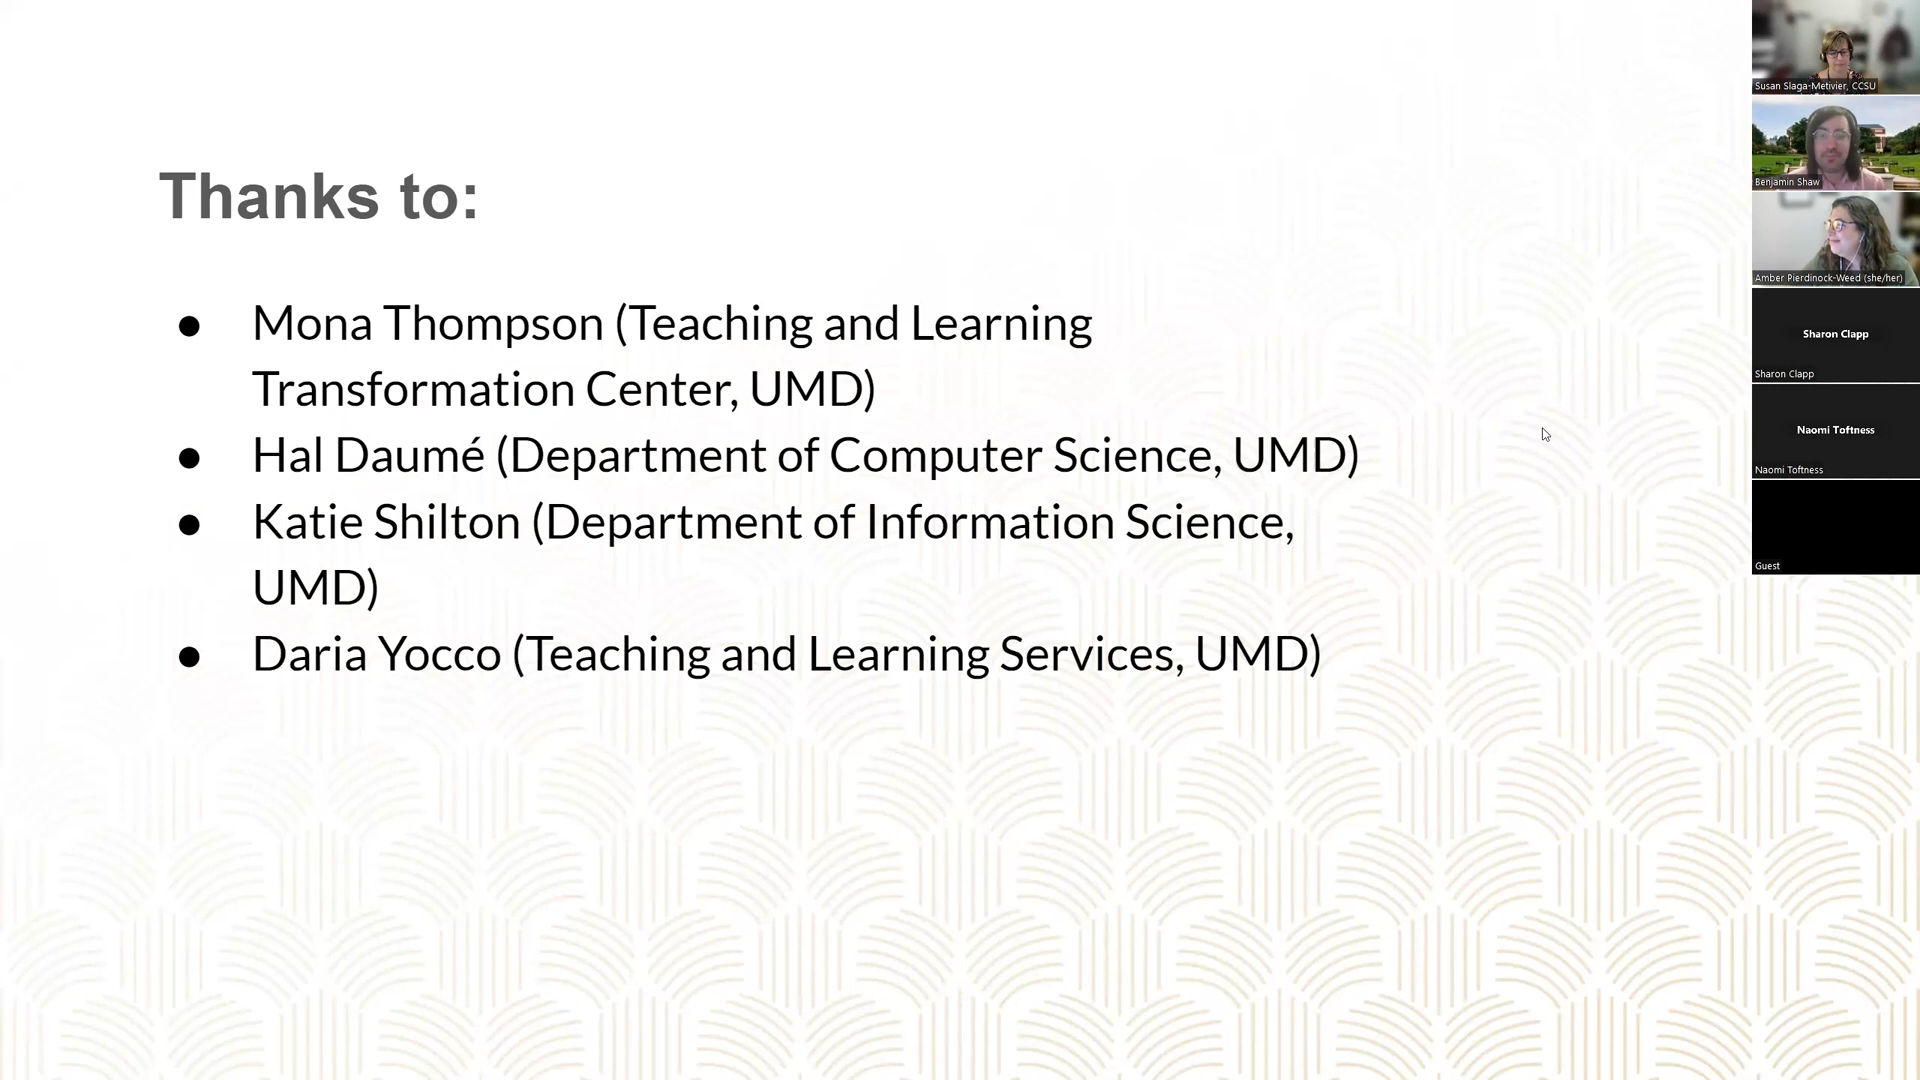 Thanks to:
● Mona Thompson (Teaching and Learning
Transformation Center, UMD)
● Hal Daumé (Department of Computer Science, UMD)
● Katie Shilton (Department of Information Science,
UMD)
● Daria Yocco (Teaching and Learning Services, UMD)
Susan Slaga-Metivier, CCSU
Benjamin Shaw
Amber Pierdinock-Weed (she/her)
Sharon Clapp
Sharon Clapp
Naomi Toftness
Naomi Toftness
Guest